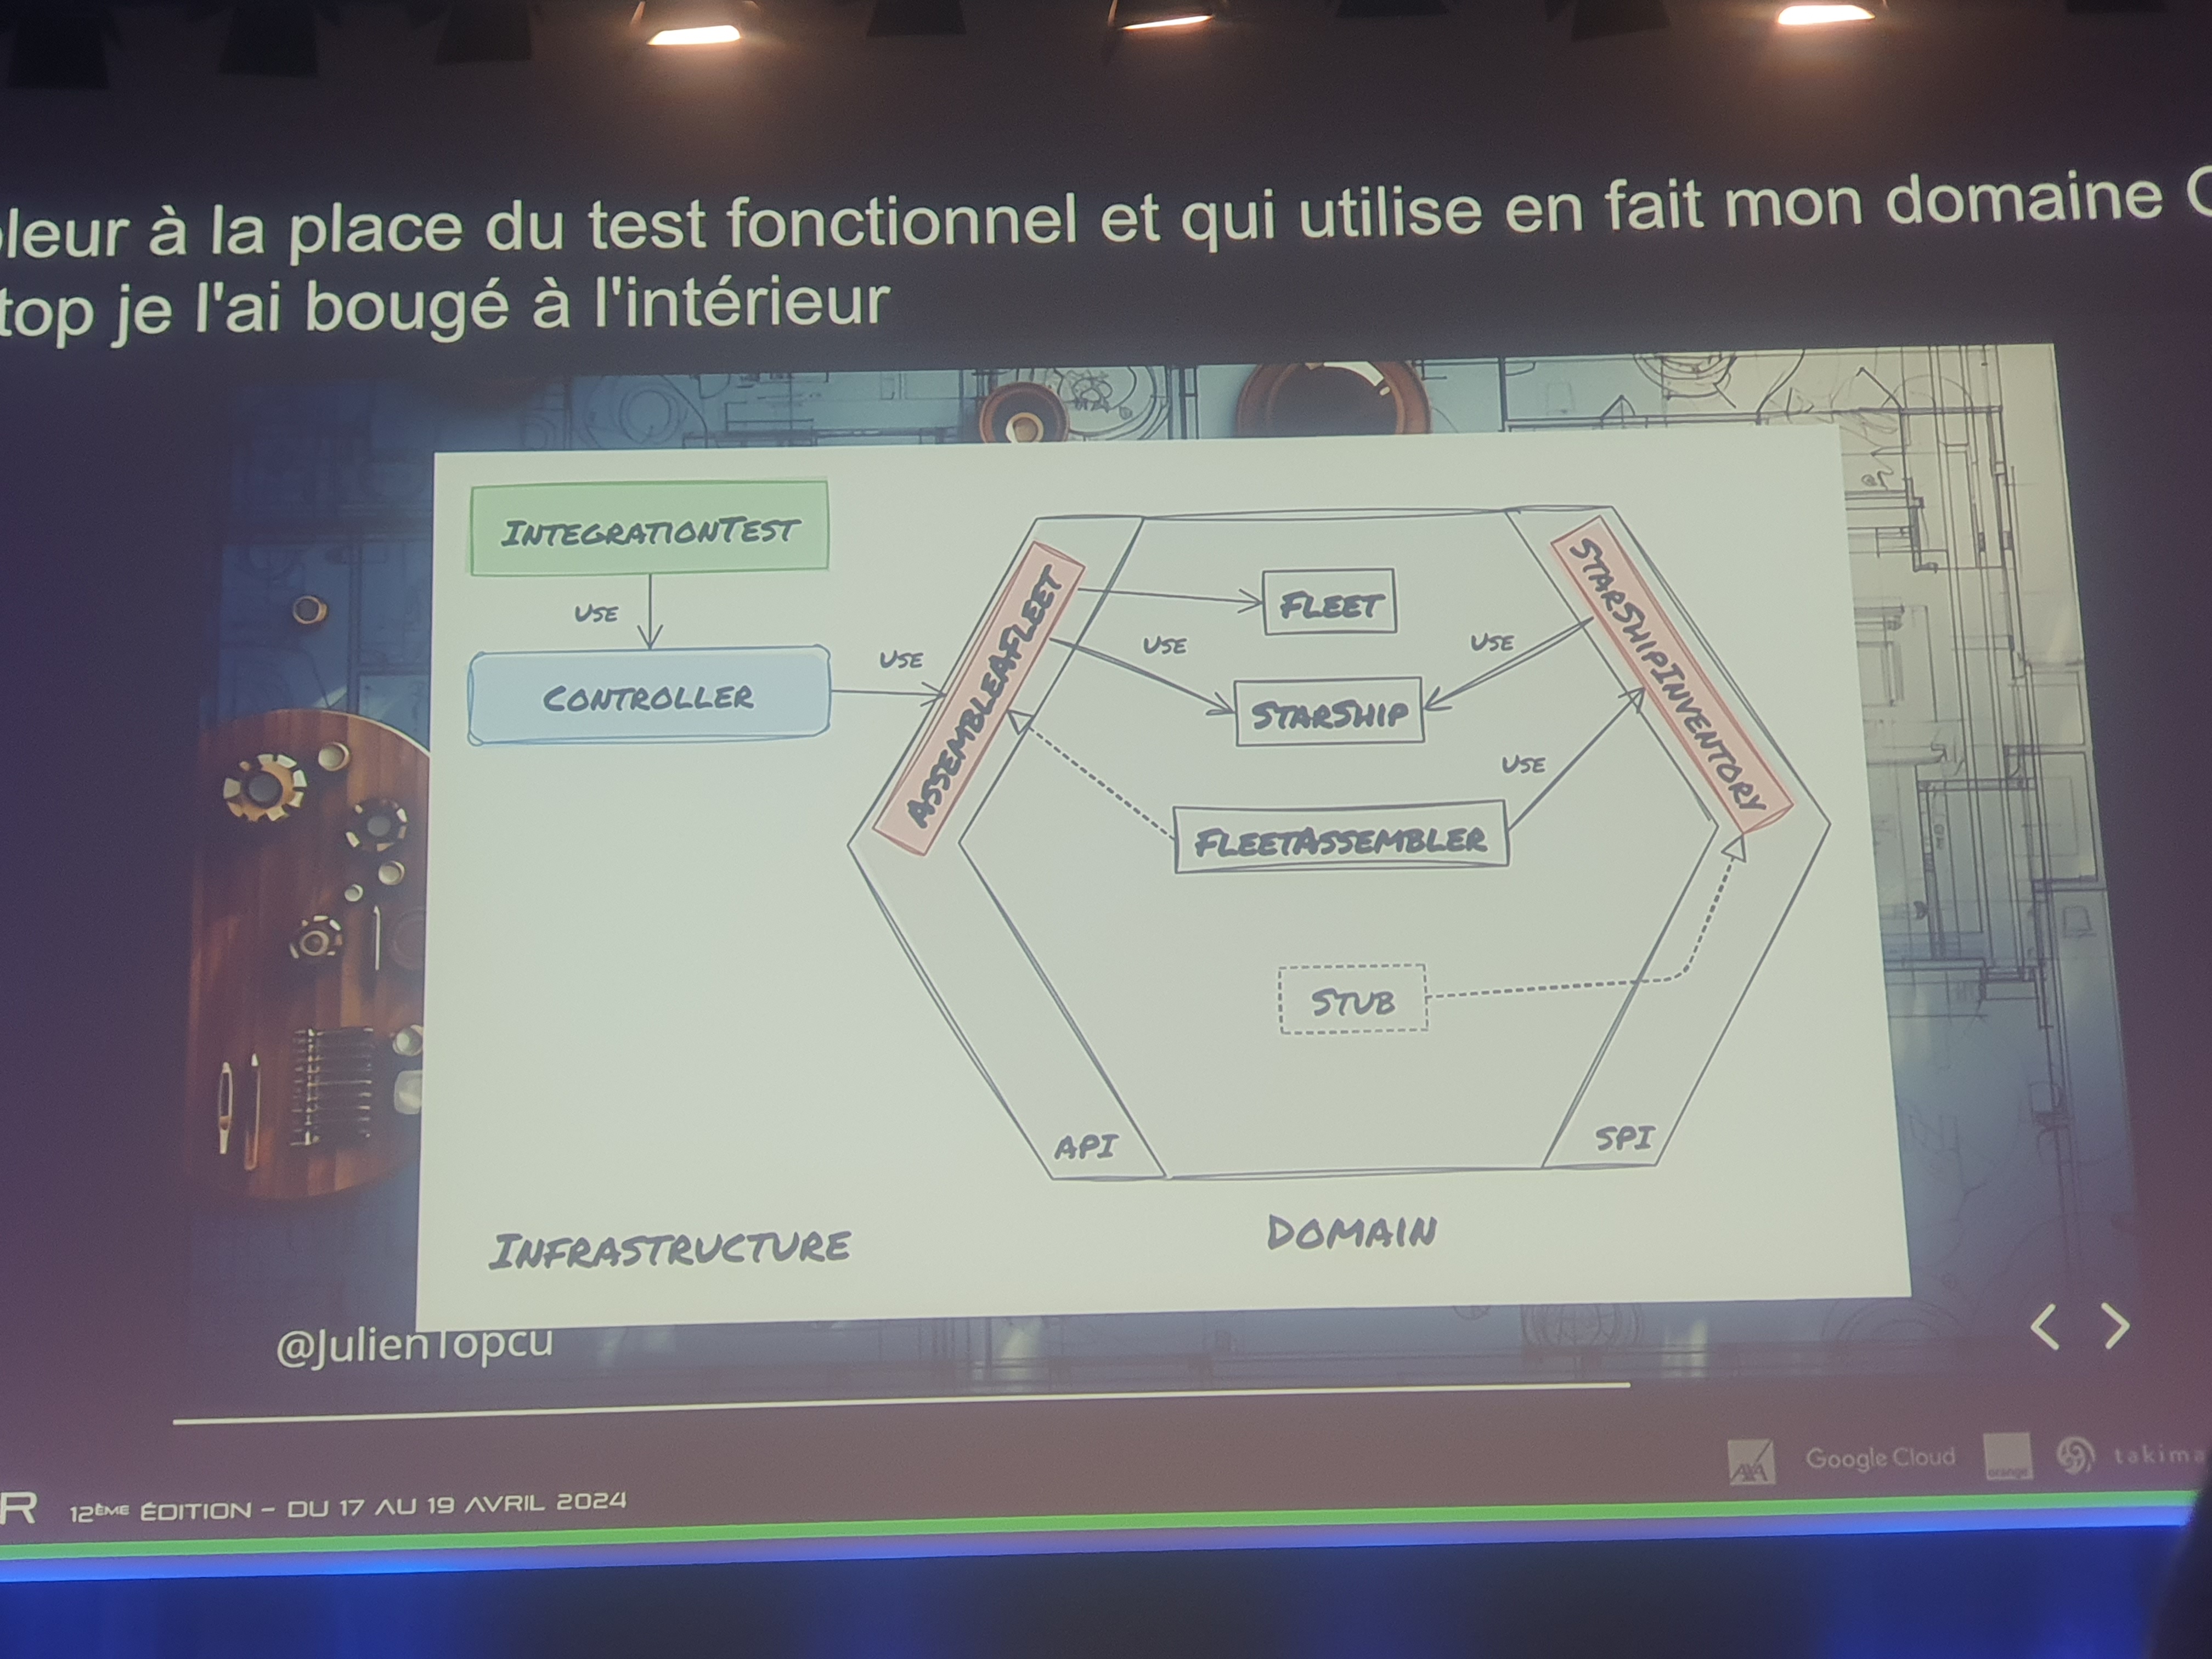 à la place du test fonctionnel et qui utilise en fait mon domaine
je l'ai bougé à l'intérieur
IntegrationTest
use
Controller
use
AssembleAFleet
Fleet
use
StarShip
use
StarShipInventory
use
FleetAssembler
Stub
API
SPI
Infrastructure
Domain
@JulienTopcu
< >
AXA
Google Cloud
orange
takima
R 12ÈME ÉDITION – DU 17 AU 19 AVRIL 2024